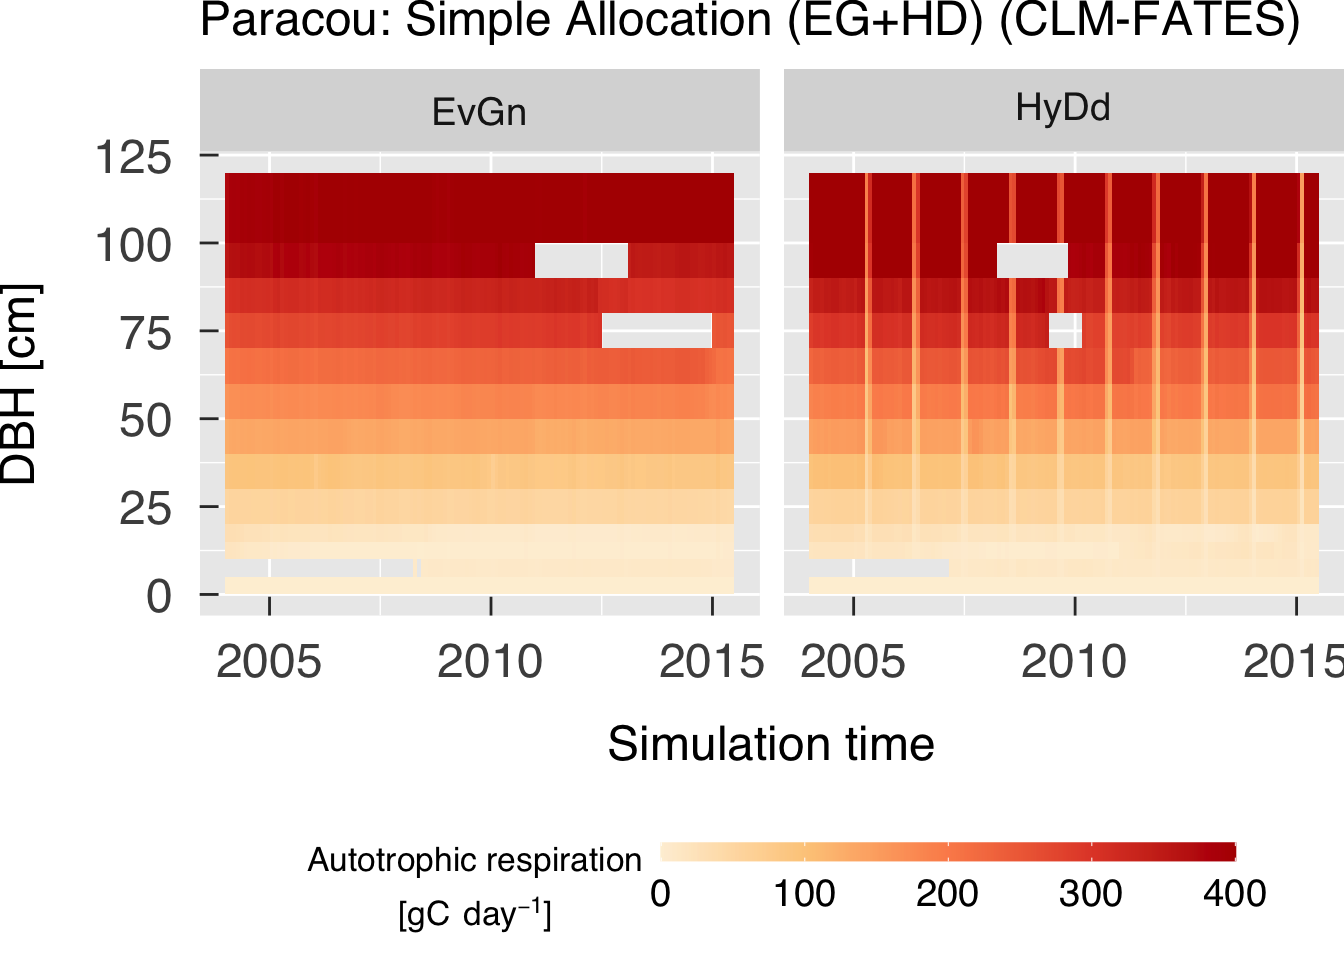 Paracou: Simple Allocation (EG+HD) (CLM-FATES)
EvGn
HyDd
DBH [cm]
125
100
75
50
25
0
2005 2010 2015
2005 2010 2015
Simulation time
Autotrophic respiration
[gC day⁻¹]
0 100 200 300 400